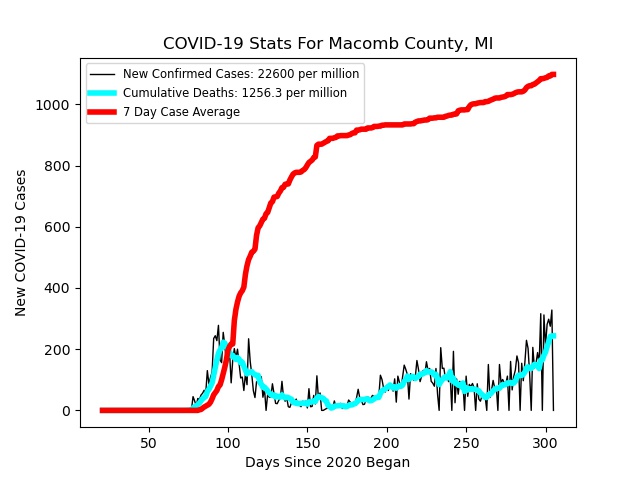 COVID-19 Stats For Macomb County, MI
New Confirmed Cases: 22600 per million
Cumulative Deaths: 1256.3 per million
7 Day Case Average
New COVID-19 Cases
1000
800
600
400
200
0
50
100
150
200
250
300
Days Since 2020 Began